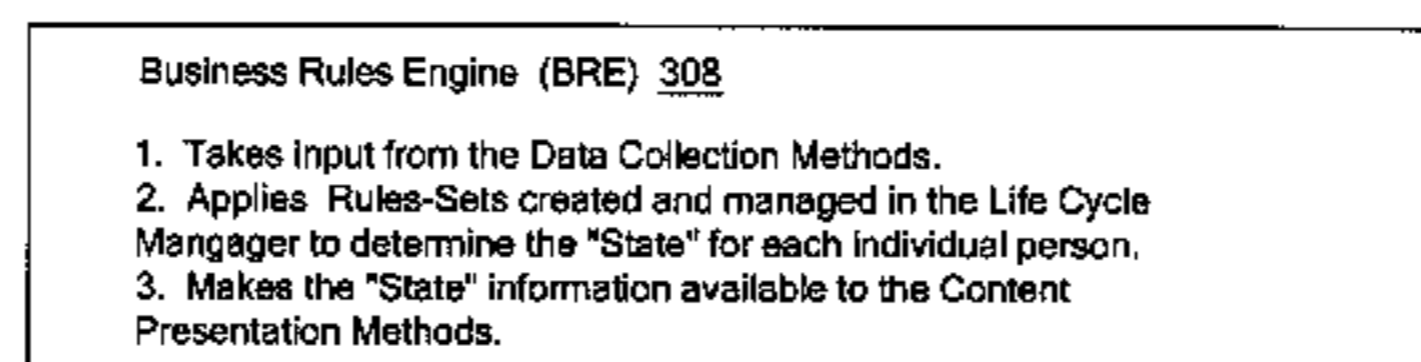 Business Rules Engine (BRE) 308
1. Takes input from the Data Collection Methods.
2. Applies Rules-Sets created and managed in the Life Cycle
Mangager to determine the "State" for each individual person.
3. Makes the "State" information available to the Content
Presentation Methods.